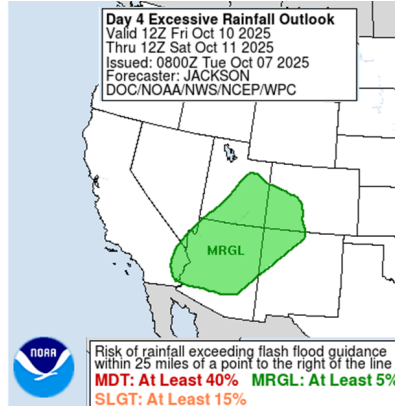 Day 4 Excessive Rainfall Outlook
Valid 12Z Fri Oct 10 2025
Thru 12Z Sat Oct 11 2025
Issued: 0800Z Tue Oct 07 2025
Forecaster: JACKSON
DOC/NOAA/NWS/NCEP/WPC
MRGL
NOAA
Risk of rainfall exceeding flash flood guidance
within 25 miles of a point to the right of the line
MDT: At Least 40% MRGL: At Least 5%
SLGT: At Least 15%